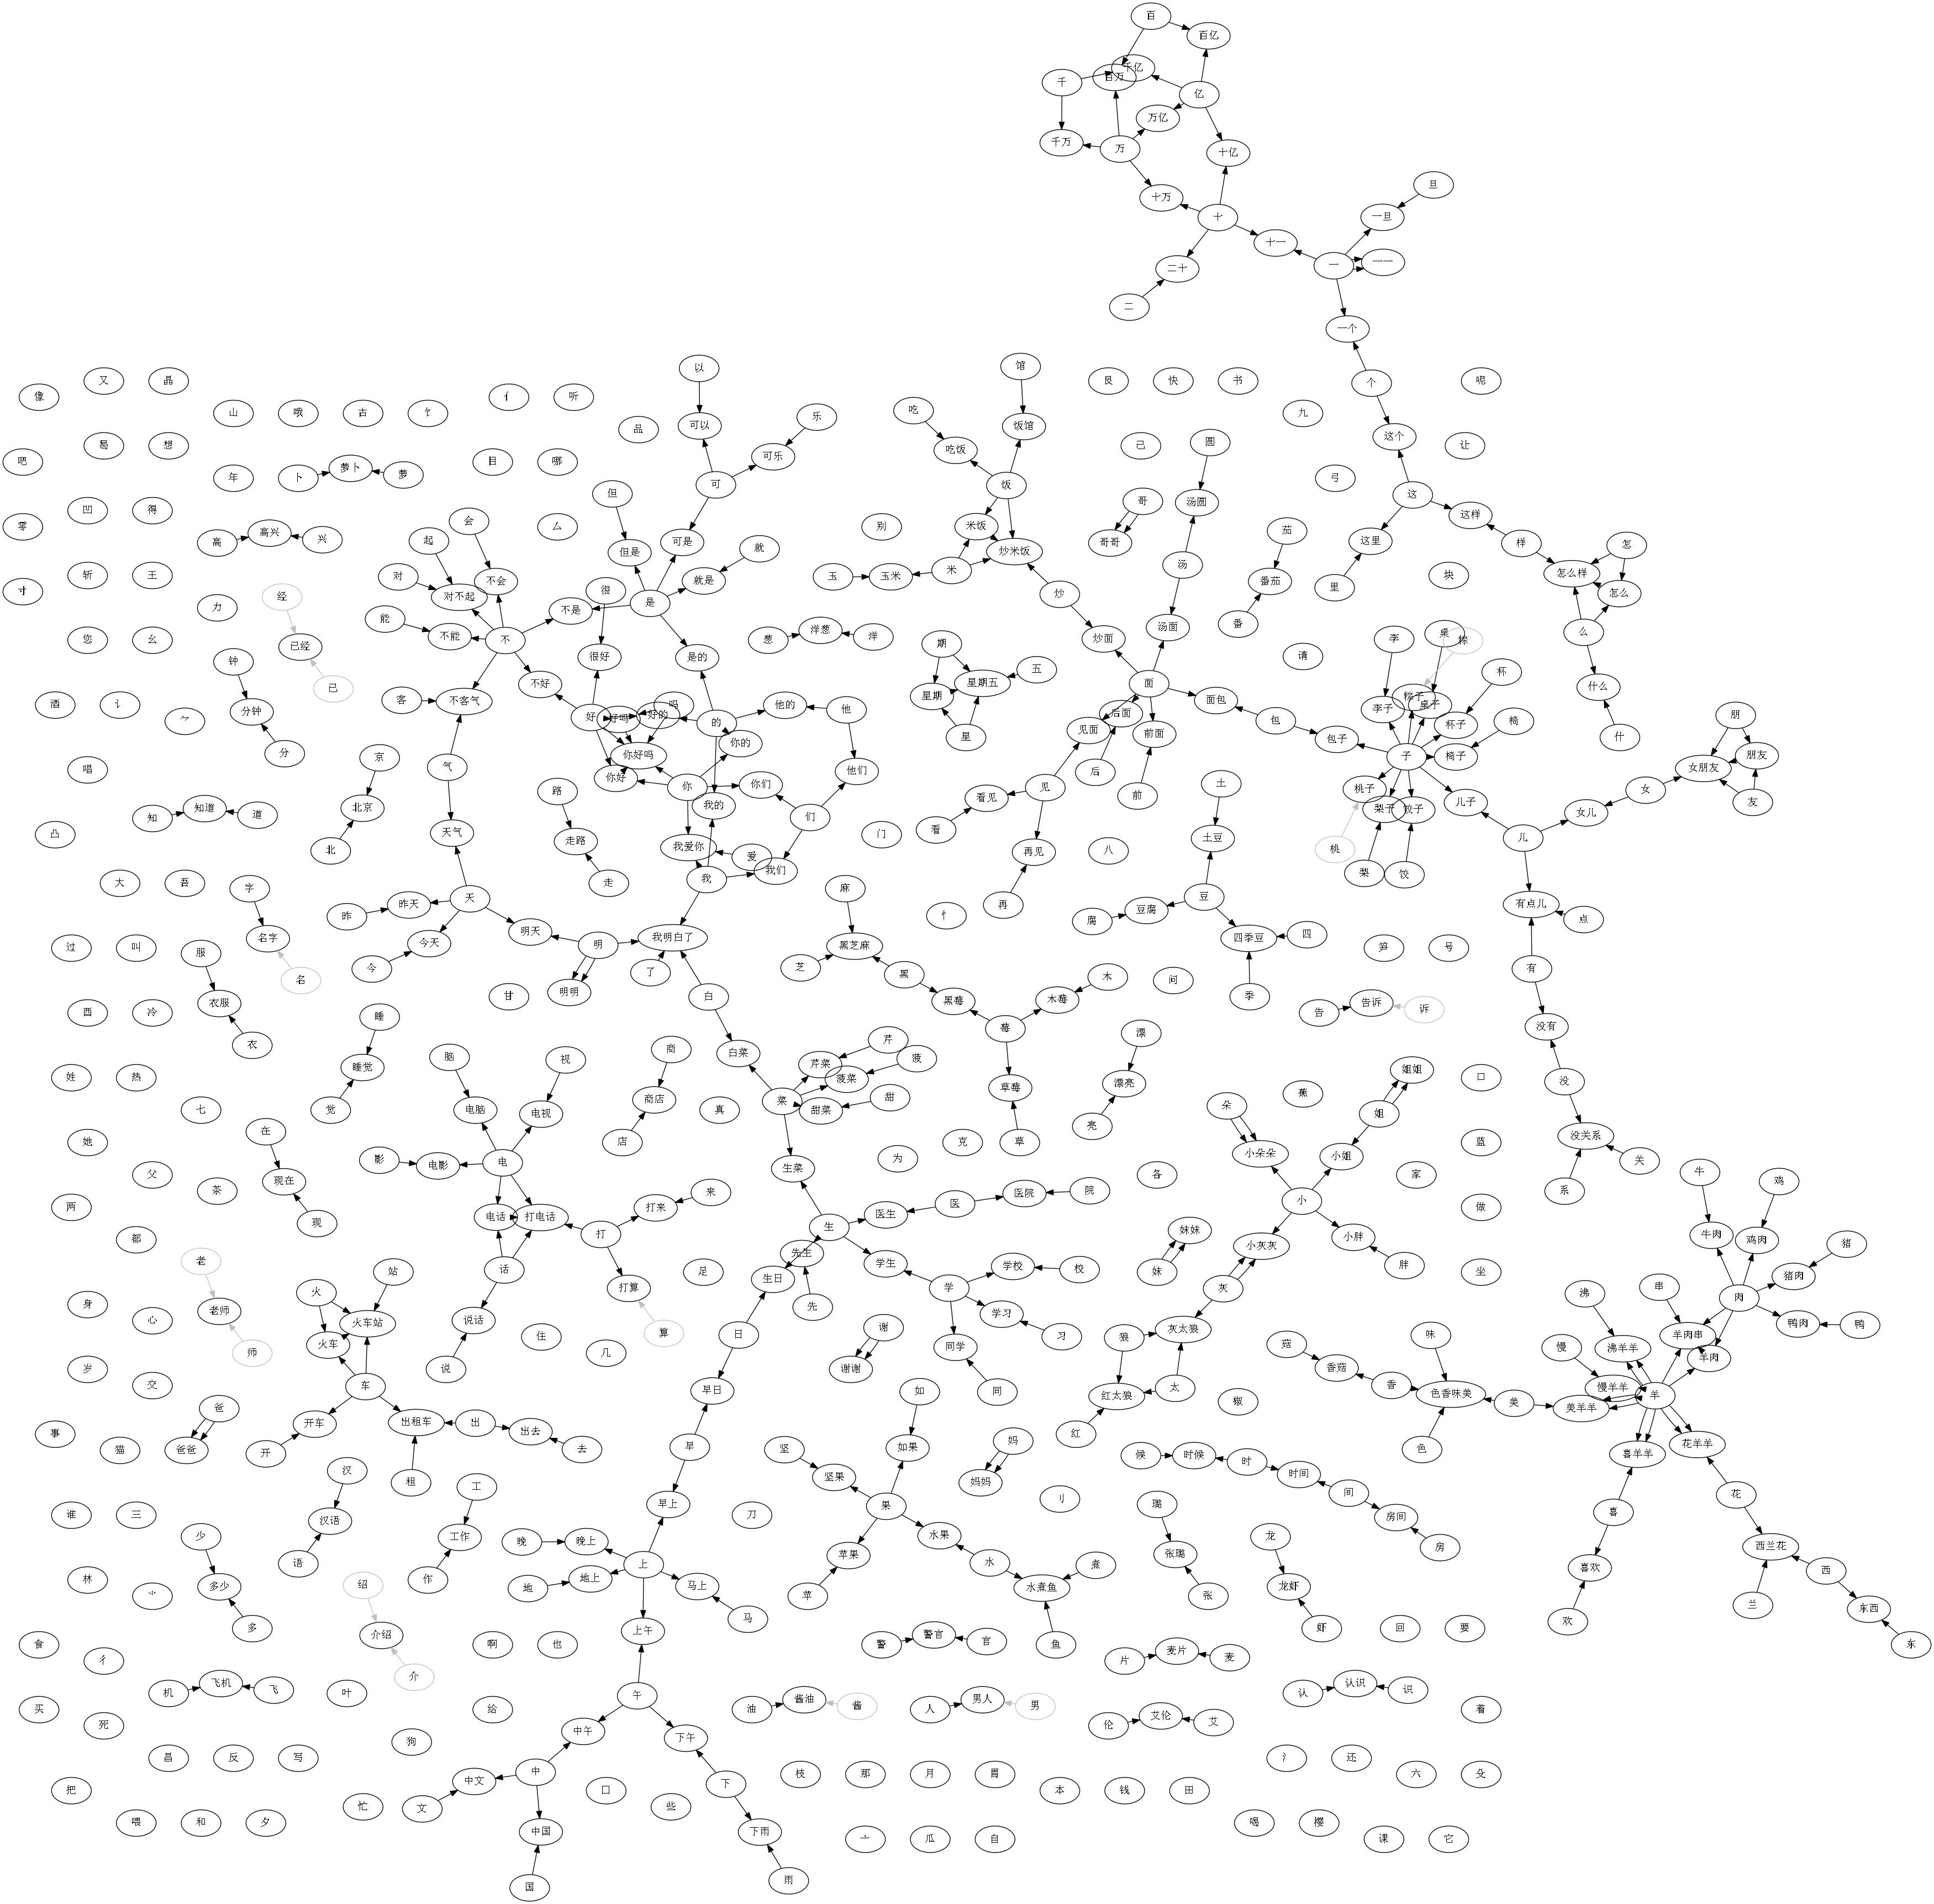 百
百亿
千亿
百万
千
亿
万亿
千万
万
十亿
旦
十万
十
一旦
十一
一一
一
二十
二
一个
以
馆
个
又
晶
艮
快
书
呢
像
亻
听
吃
山
哦
古
饣
九
乐
可以
饭馆
品
这个
圆
吃饭
己
让
曷
想
可乐
吧
目
哪
卜
萝卜
萝
年
可
饭
弓
这
但
汤圆
哥
凹
得
这样
会
厶
别
米饭
零
茄
高
高兴
兴
起
但是
可是
就
炒米饭
哥哥
这里
样
怎
汤
斩
王
对
不会
就是
玉
玉米
米
番茄
怎么样
块
寸
经
对不起
很
炒
里
怎么
力
不是
是
能
不能
不
番
汤面
您
幺
已经
葱
洋葱
洋
炒面
李
桌
粽
么
很好
是的
期
请
钟
已
不好
五
杯
什么
客
不客气
星期
星期五
面
李子
粽子
桌子
酒
讠
分钟
好
好吗
好的
吗
的
他的
他
后面
面包
杯子
椅
朋
⺈
你的
星
见面
前面
包
包子
什
分
你好吗
子
椅子
女朋友
朋友
京
气
唱
你好
你
你们
他们
后
桃子
看见
见
前
土
女
北京
路
我的
梨子
饺子
儿子
友
知
知道
道
们
女儿
凸
天气
走路
看
门
土豆
儿
北
我爱你
爱
再见
八
桃
我们
大
吾
字
天
走
我
麻
再
豆
梨
饺
昨
昨天
忄
腐
豆腐
有点儿
点
名字
今天
明天
明
我明白了
黑芝麻
四季豆
四
过
叫
服
笋
号
今
了
芝
黑
名
明明
白
问
有
酉
冷
衣服
甘
黑莓
木莓
木
季
告
告诉
诉
睡
没有
衣
莓
漂
脑
视
商
白菜
芹
姓
热
睡觉
芹菜
菠
菠菜
草莓
漂亮
姐姐
口
没
七
觉
电脑
电视
商店
菜
甜菜
甜
朵
蕉
姐
真
亮
她
在
店
克
草
小朵朵
小姐
蓝
没关系
影
电影
电
生菜
为
关
父
现在
各
家
牛
鸡
茶
来
医
医院
院
系
两
现
电话
打电话
打来
医生
小
做
打
生
妹妹
牛肉
鸡肉
猪
都
先生
小灰灰
小胖
老
话
足
生日
学生
学校
校
妹
胖
坐
猪肉
站
打算
学
灰
串
肉
身
火
老师
先
学习
沸
心
火车站
说话
算
日
谢
习
狼
灰太狼
味
羊肉串
鸭肉
鸭
师
火车
住
几
同学
菇
慢
沸羊羊
羊肉
岁
说
谢谢
香菇
交
车
早日
同
红太狼
太
香
色香味美
慢羊羊
羊
爸
出租车
如
椒
美
美羊羊
开车
出
出去
红
事
猫
爸爸
开
去
早
坚
如果
妈
候
时候
时
色
喜羊羊
花羊羊
汉
租
坚果
妈妈
时间
间
工
早上
果
刂
花
谁
三
汉语
刀
璐
喜
房间
少
晚
晚上
工作
水果
龙
房
西兰花
语
上
苹果
水
张璐
林
⺌
多少
绍
作
地
地上
马上
水煮鱼
煮
龙虾
喜欢
西
苹
张
兰
东西
多
马
欢
食
介绍
啊
也
上午
警
警官
官
鱼
虾
回
要
东
彳
片
麦片
麦
机
飞机
飞
介
叶
午
油
酱油
酱
人
男人
男
认
认识
识
买
给
着
死
中午
下午
伦
艾伦
艾
昌
反
写
狗
氵
还
把
中文
中
口
下
枝
那
月
胃
本
钱
田
六
殳
喂
和
夕
忙
文
些
中国
下雨
亠
瓜
自
喝
樱
课
它
国
雨